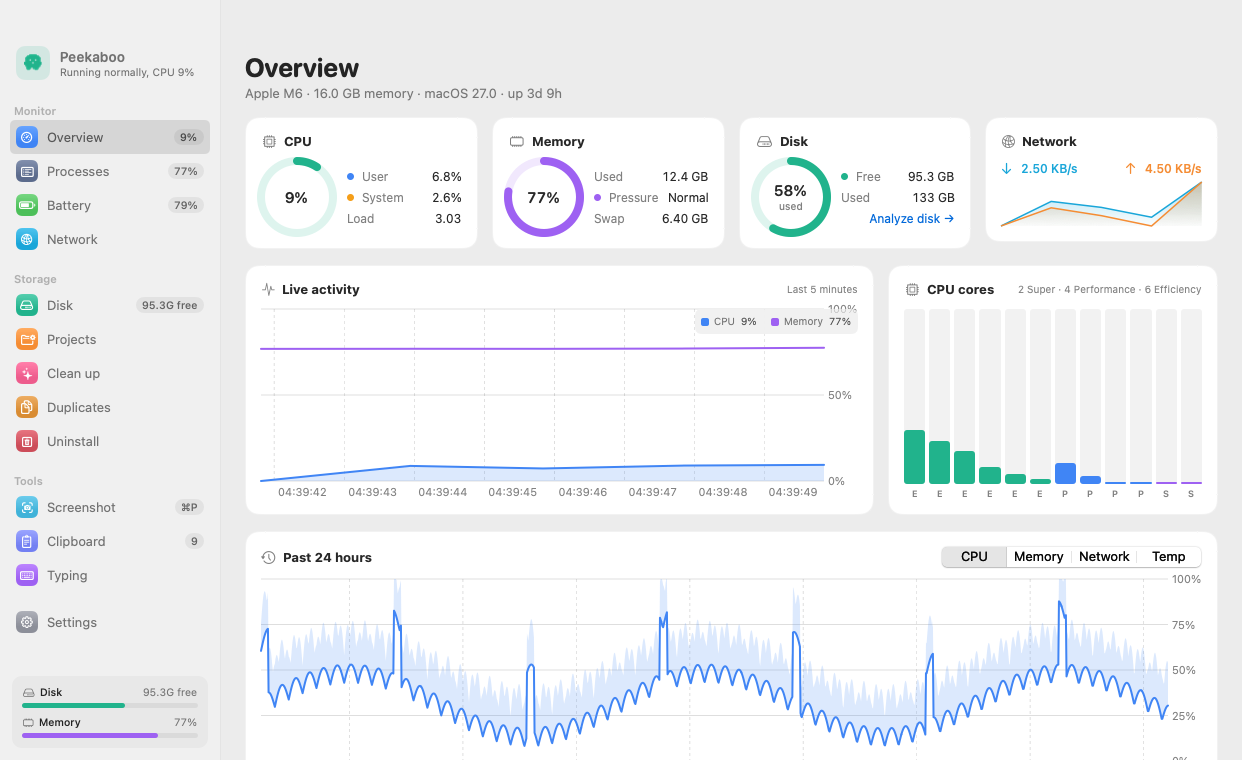 Peekaboo
Running normally, CPU 9%
Monitor
Overview 9%
Processes 77%
Battery 79%
Network
Storage
Disk 95.3G free
Projects
Clean up
Duplicates
Uninstall
Tools
Screenshot ⌘P
Clipboard 9
Typing
Settings
Disk 95.3G free
Memory 77%
Overview
Apple M6 · 16.0 GB memory · macOS 27.0 · up 3d 9h
CPU
9%
User 6.8%
System 2.6%
Load 3.03
Memory
77%
Used 12.4 GB
Pressure Normal
Swap 6.40 GB
Disk
58%
used
Free 95.3 GB
Used 133 GB
Analyze disk →
Network
↓ 2.50 KB/s ↑ 4.50 KB/s
Live activity Last 5 minutes
100%
CPU 9% Memory 77%
50%
0%
04:39:42 04:39:43 04:39:44 04:39:45 04:39:46 04:39:47 04:39:48 04:39:49
CPU cores 2 Super · 4 Performance · 6 Efficiency
E E E E E E P P P P S S
Past 24 hours CPU Memory Network Temp
100%
75%
50%
25%
0%